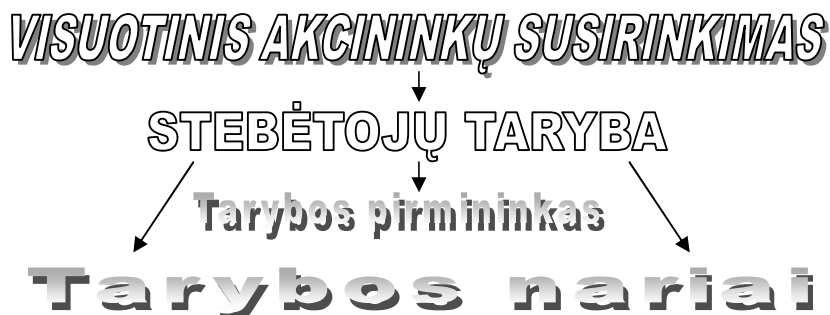 VISUOTINIS AKCININKŲ SUSIRINKIMAS
STEBĖTOJŲ TARYBA
Tarybos pirmininkas
Tarybos nariai